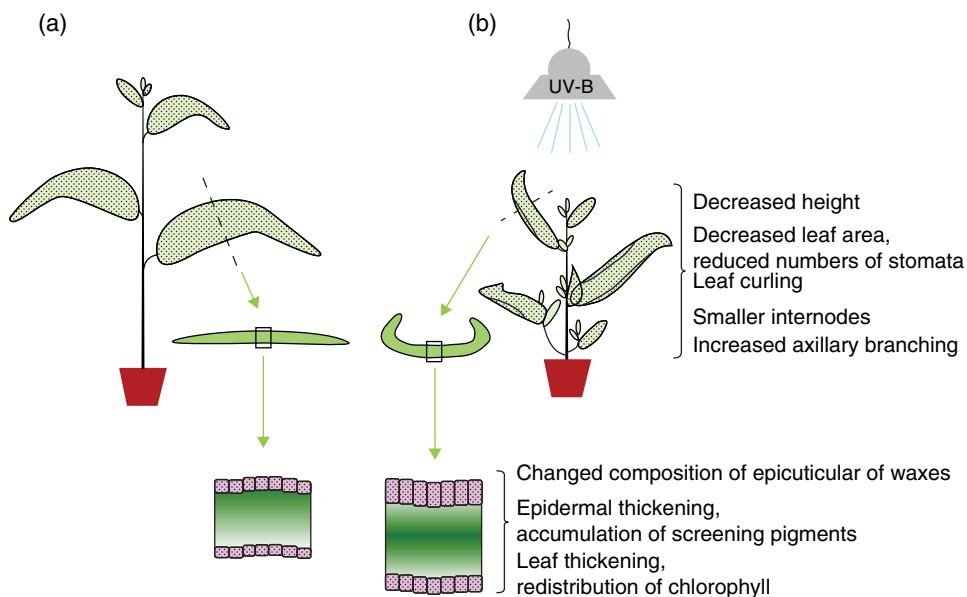 (a)
(b)
UV-B
Decreased height
Decreased leaf area,
reduced numbers of stomata
Leaf curling
Smaller internodes
Increased axillary branching
Changed composition of epicuticular of waxes
Epidermal thickening,
accumulation of screening pigments
Leaf thickening,
redistribution of chlorophyll